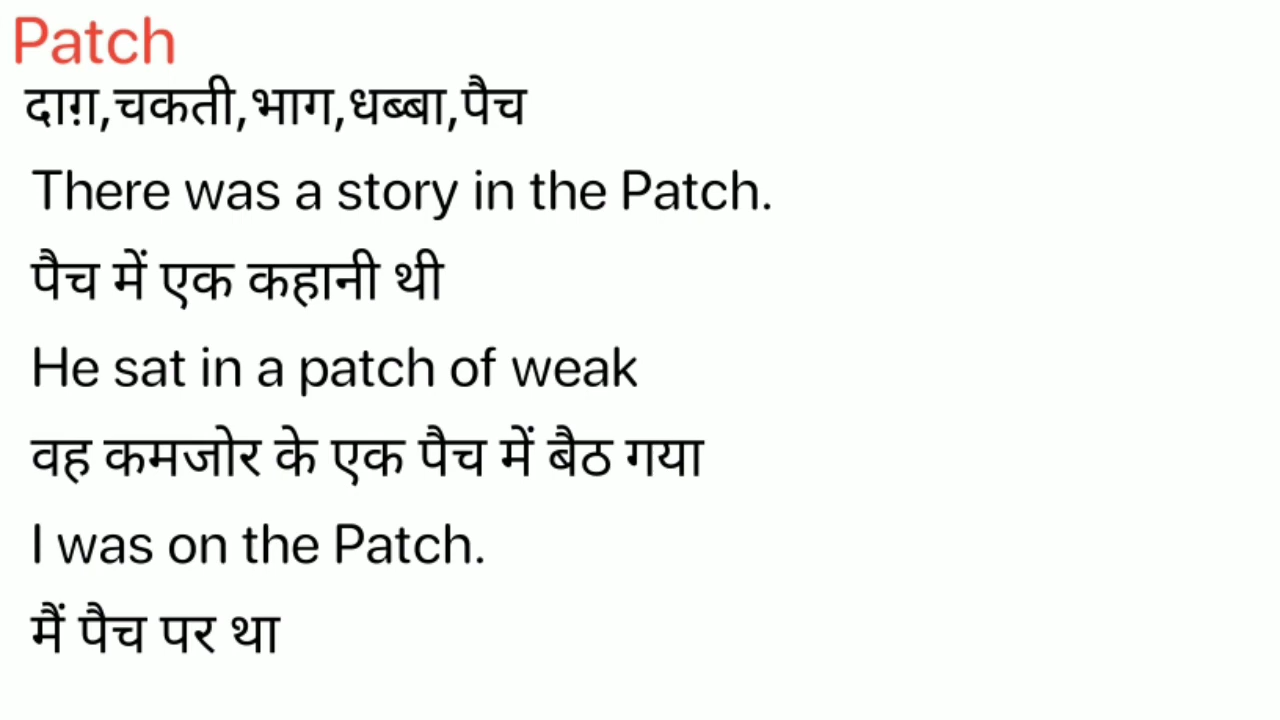 Patch
दाग़,चकती,भाग,धब्बा,पैच
There was a story in the Patch.
पैच में एक कहानी थी
He sat in a patch of weak
वह कमजोर के एक पैच में बैठ गया
I was on the Patch.
मैं पैच पर था